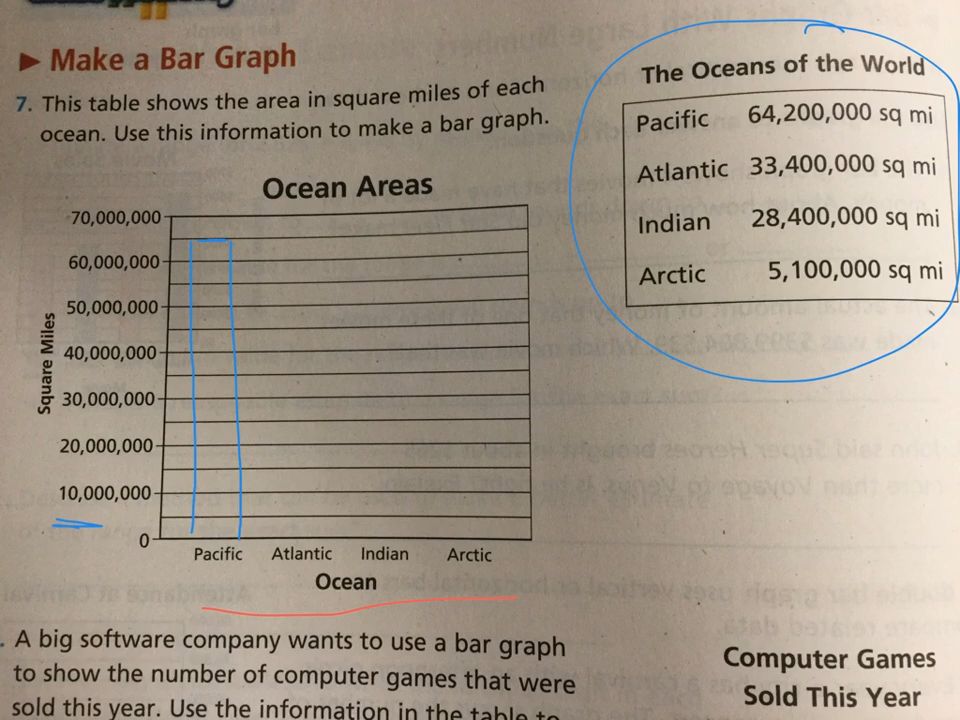 Make a Bar Graph
7. This table shows the area in square miles of each
ocean. Use this information to make a bar graph.
The Oceans of the World
Pacific 64,200,000 sq mi
Atlantic 33,400,000 sq mi
Indian 28,400,000 sq mi
Arctic 5,100,000 sq mi
Ocean Areas
Square Miles
70,000,000
60,000,000
50,000,000
40,000,000
30,000,000
20,000,000
10,000,000
0
Pacific Atlantic Indian Arctic
Ocean
A big software company wants to use a bar graph
to show the number of computer games that were
sold this year. Use the information in the table to
Computer Games
Sold This Year